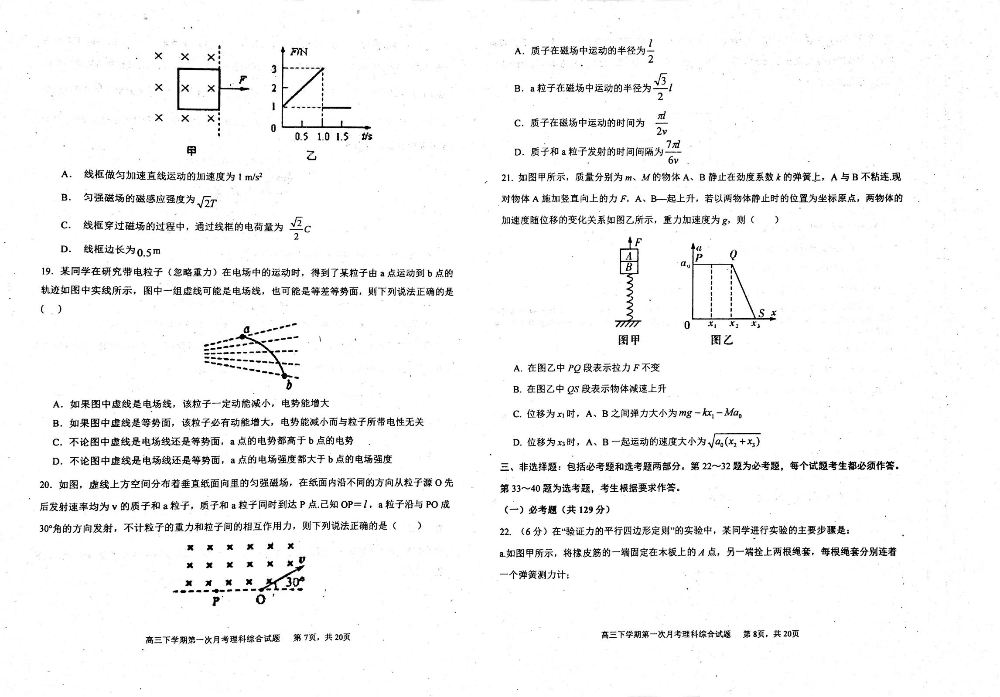 F/N
3
2
1
0
0.5 1.0 1.5 t/s
F
甲
乙
A. 线框做匀加速直线运动的加速度为 1 m/s²
B. 匀强磁场的磁感应强度为 √2T
C. 线框穿过磁场的过程中，通过线框的电荷量为 √2/2 C
D. 线框边长为0.5m
19．某同学在研究带电粒子（忽略重力）在电场中的运动时，得到了某粒子由 a 点运动到 b 点的
轨迹如图中实线所示，图中一组虚线可能是电场线，也可能是等差等势面，则下列说法正确的是
( )
a
b
A．如果图中虚线是电场线，该粒子一定动能减小，电势能增大
B．如果图中虚线是等势面，该粒子必有动能增大，电势能减小而与粒子所带电性无关
C．不论图中虚线是电场线还是等势面，a 点的电势都高于 b 点的电势
D．不论图中虚线是电场线还是等势面，a 点的电场强度都大于 b 点的电场强度
20．如图，虚线上方空间分布着垂直纸面向里的匀强磁场，在纸面内沿不同的方向从粒子源 O 先
后发射速率均为 v 的质子和 a 粒子，质子和 a 粒子同时到达 P 点.已知 OP＝l，a 粒子沿与 PO 成
30°角的方向发射，不计粒子的重力和粒子间的相互作用力，则下列说法正确的是（ ）
v
30°
P
O
高三下学期第一次月考理科综合试题 第 7页，共 20页
A．质子在磁场中运动的半径为 l/2
B．a 粒子在磁场中运动的半径为 √3/2 l
C．质子在磁场中运动的时间为 πl/2v
D．质子和 a 粒子发射的时间间隔为 7πl/6v
21. 如图甲所示，质量分别为 m、M 的物体 A、B 静止在劲度系数 k 的弹簧上，A 与 B 不粘连.现
对物体 A 施加竖直向上的力 F，A、B—起上升，若以两物体静止时的位置为坐标原点，两物体的
加速度随位移的变化关系如图乙所示，重力加速度为 g，则（ ）
F
A
B
图甲
a
P
Q
a₀
S
x
0
x₁
x₂
x₃
图乙
A. 在图乙中 PQ 段表示拉力 F 不变
B. 在图乙中 QS 段表示物体减速上升
C. 位移为 x₁ 时，A、B 之间弹力大小为 mg－kx₁－Ma₀
D. 位移为 x₃ 时，A、B 一起运动的速度大小为 √a₀(x₂+x₃)
三、非选择题：包括必考题和选考题两部分。第 22～32 题为必考题，每个试题考生都必须作答。
第 33～40 题为选考题，考生根据要求作答。
（一）必考题（共 129 分）
22. （6 分）在“验证力的平行四边形定则”的实验中，某同学进行实验的主要步骤是：
a.如图甲所示，将橡皮筋的一端固定在木板上的 A 点，另一端拴上两根绳套，每根绳套分别连着
一个弹簧测力计；
高三下学期第一次月考理科综合试题 第 8页，共 20页